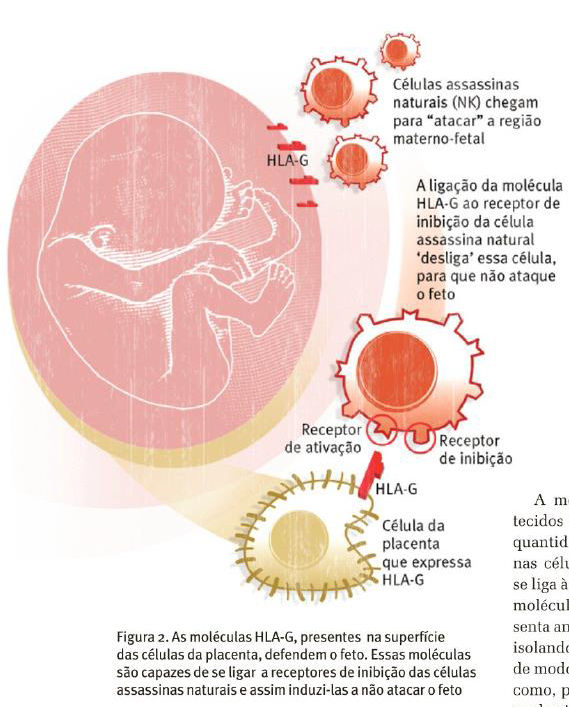 Células assassinas
naturais (NK) chegam
para “atacar” a região
materno-fetal
HLA-G
A ligação da molécula
HLA-G ao receptor de
inibição da célula
assassina natural
‘desliga’ essa célula,
para que não ataque
o feto
Receptor
de ativação
Receptor
de inibição
HLA-G
Célula da
placenta
que expressa
HLA-G
Figura 2. As moléculas HLA-G, presentes na superfície
das células da placenta, defendem o feto. Essas moléculas
são capazes de se ligar a receptores de inibição das células
assassinas naturais e assim induzi-las a não atacar o feto
A
tecidos
quantid
nas célu
se liga à
molécul
senta an
isolando
de modo
como, p